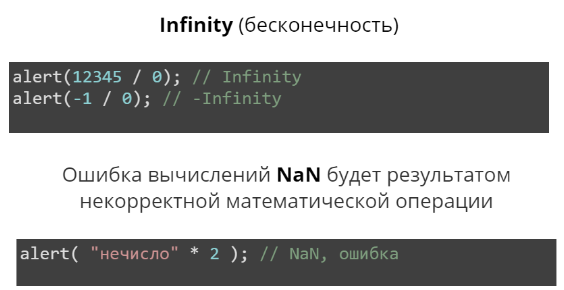 Infinity (бесконечность)
alert(12345 / 0); // Infinity
alert(-1 / 0); // -Infinity
Ошибка вычислений NaN будет результатом
некорректной математической операции
alert( "нечисло" * 2 ); // NaN, ошибка